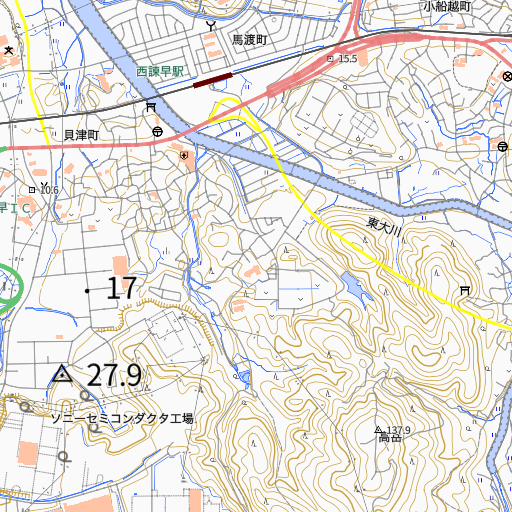 小船越町
馬渡町
15.5
西諫早駅
貝津町
10.6
早IC
東大川
17
27.9
ソニーセミコンダクタ工場
137.9
高岳